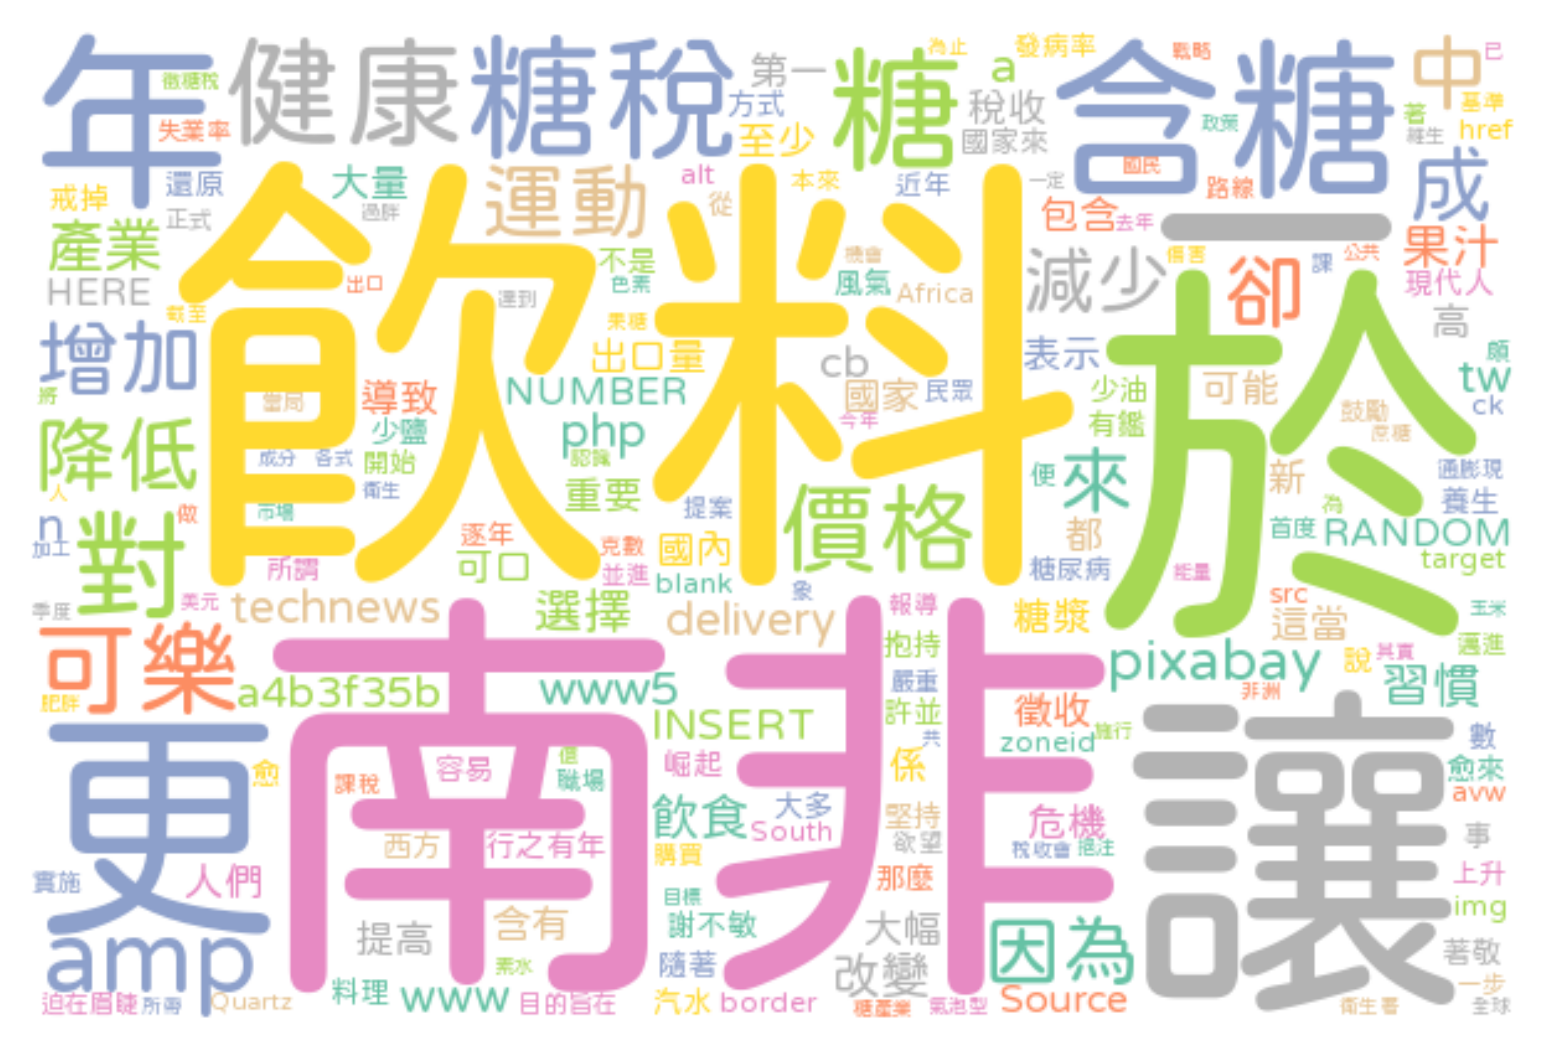 年
徵糖稅
失業率
健康
糖稅
第一
方式
至少
糖
為止
a
發病率
稅收
國家來
含糖
戰略
政策
國民
路線
中
已
基準
著
維生
href
成
戒掉
還原
正式
大量
過胖
運動
alt
本來
從
近年
一定
包含
去年
一
產業
HERE
截至
飲料
出口
達到
不是
色素
果糖
機會
風氣
Africa
減少
傷害
卻
課
公共
果汁
現代人
高
於
增加
將
當局
導致
少鹽
NUMBER
出口量
cb
國家
民眾
今年
表示
少油
有鑑
可能
鼓勵
蔗糖
頗
tw
ck
降低
人
成分
各式
開始
衛生
php
認識
重要
提案
價格
便
來
新
為
通膨現
養生
n
加工
對
做
市場
逐年
可口
克數
並進
國內
都
首度
RANDOM
target
所謂
blank
象
糖尿病
能量
季度
美元
technews
選擇
delivery
報導
糖漿
src
這當
玉米
可樂
肥胖
a4b3f35b
www5
南非
抱持
嚴重
許並
共
pixabay
說
其實
邁進
非洲
習慣
INSERT
徵收
zoneid
施行
讓
數
更
愈
課稅
容易
值
職場
崛起
係
愈來
avw
飲食
大多
South
購買
堅持
欲望
危機
稅收會
挹注
事
西方
行之有年
那麼
實施
人們
上升
img
目標
謝不敏
大幅
因為
amp
提高
含有
素水
隨著
改變
著敬
一步
迫在眉睫
所得
Quartz
料理
www
目的旨在
汽水
border
糖產業
氣泡型
Source
衛生署
全球